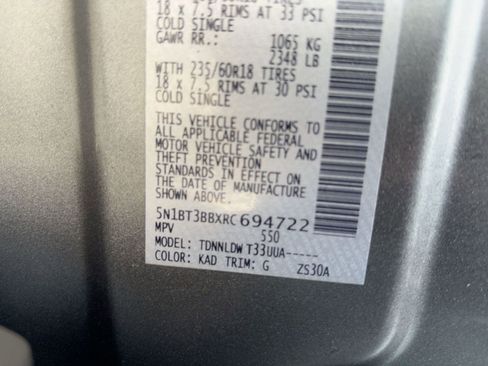 18 x 7.5 RIMS AT 33 PSI
COLD SINGLE
GAWR RR.: 1065 KG
2348 LB
WITH 235/60R18 TIRES
18 x 7.5 RIMS AT 30 PSI
COLD SINGLE
THIS VEHICLE CONFORMS TO
ALL APPLICABLE FEDERAL
MOTOR VEHICLE SAFETY AND
THEFT PREVENTION
STANDARDS IN EFFECT ON
THE DATE OF MANUFACTURE
SHOWN ABOVE.
5N1BT3BBXRC694722
MPV 550
MODEL: TDNNLDW T33UUA-----
COLOR: KAD TRIM: G ZS30A